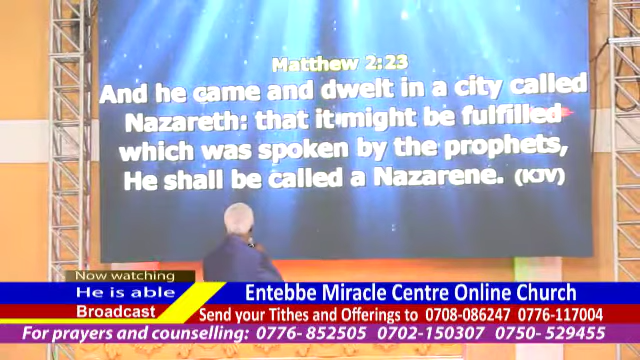 Matthew 2:23
And he came and dwelt in a city called
Nazareth: that it might be fulfilled
which was spoken by the prophets,
He shall be called a Nazarene. (KJV)
Now watching
He is able
Broadcast
Entebbe Miracle Centre Online Church
Send your Tithes and Offerings to 0708-086247 0776-117004
For prayers and counselling: 0776- 852505 0702-150307 0750- 529455